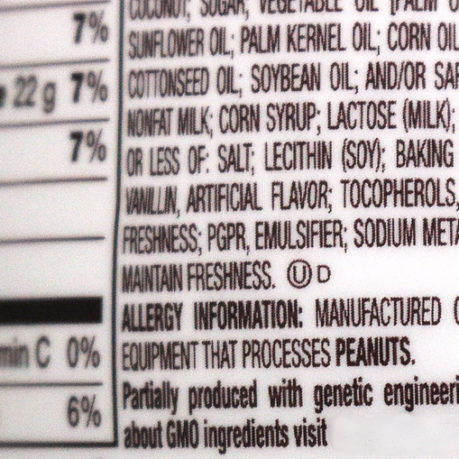 7%
22 g 7%
7%
min C 0%
6%
COCONUT; SUGAR; VEGETABLE OIL [PALM O
SUNFLOWER OIL; PALM KERNEL OIL; CORN OIL
COTTONSEED OIL; SOYBEAN OIL; AND/OR SAF
NONFAT MILK; CORN SYRUP; LACTOSE (MILK);
OR LESS OF: SALT; LECITHIN (SOY); BAKING
VANILLIN, ARTIFICIAL FLAVOR; TOCOPHEROLS,
FRESHNESS; PGPR, EMULSIFIER; SODIUM META
MAINTAIN FRESHNESS. Ⓤ D
ALLERGY INFORMATION: MANUFACTURED O
EQUIPMENT THAT PROCESSES PEANUTS.
Partially produced with genetic engineeri
about GMO ingredients visit